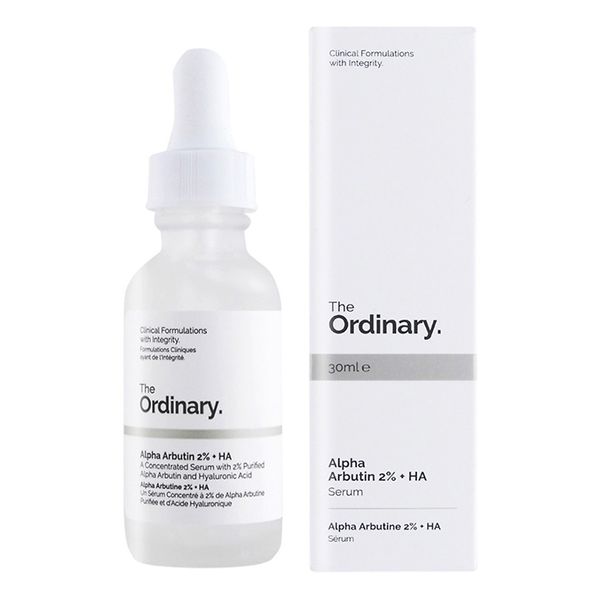 Clinical Formulations
with Integrity.
Formulations Cliniques
ayant de l'Intégrité.
The
Ordinary.
Alpha Arbutin 2% + HA
A Concentrated Serum with 2% Purified
Alpha Arbutin and Hyaluronic Acid
Alpha Arbutine 2% + HA
Un Sérum Concentré à 2% de Alpha Arbutine
Purifiée et d'Acide Hyaluronique
Clinical Formulations
with Integrity.
The
Ordinary.
30ml e
Alpha
Arbutin 2% + HA
Serum
Alpha Arbutine 2% + HA
Sérum